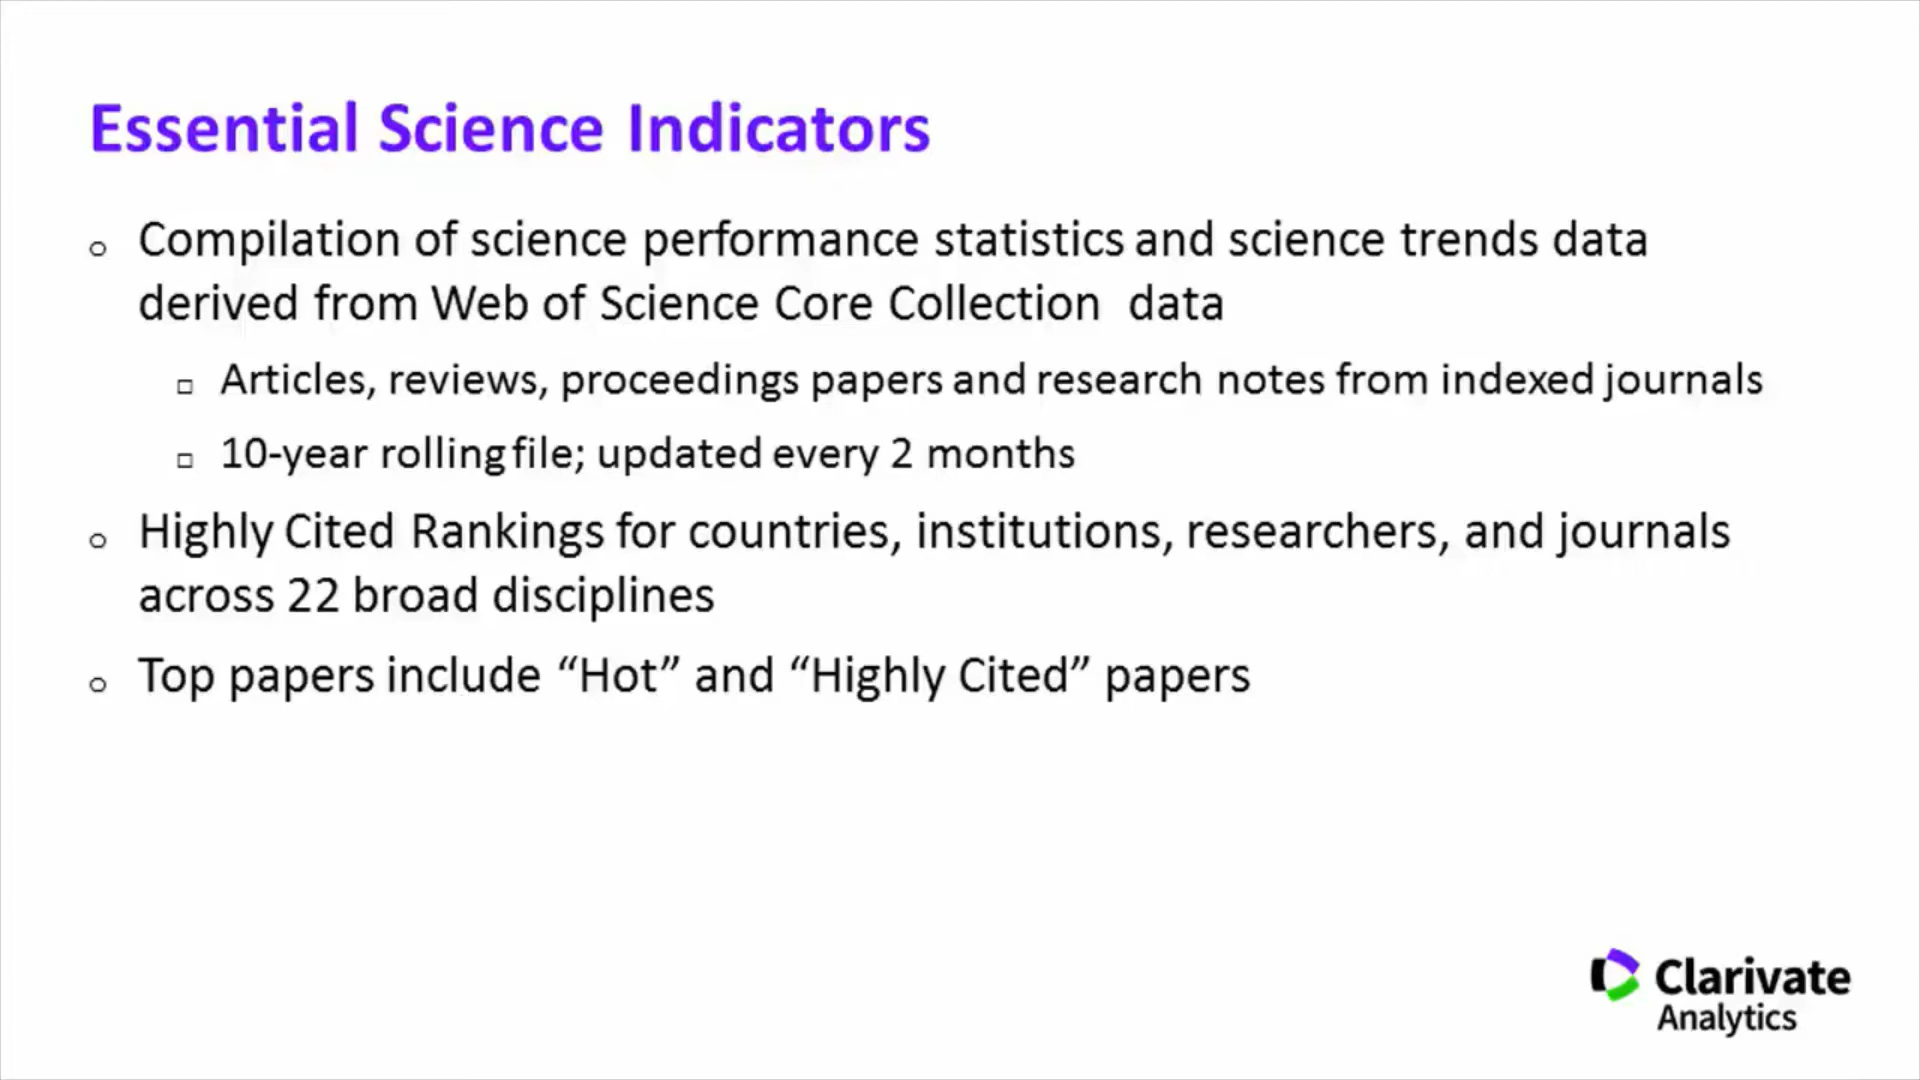 Essential Science Indicators
Compilation of science performance statistics and science trends data
derived from Web of Science Core Collection data
Articles, reviews, proceedings papers and research notes from indexed journals
10-year rolling file; updated every 2 months
Highly Cited Rankings for countries, institutions, researchers, and journals
across 22 broad disciplines
Top papers include “Hot” and “Highly Cited” papers
Clarivate
Analytics